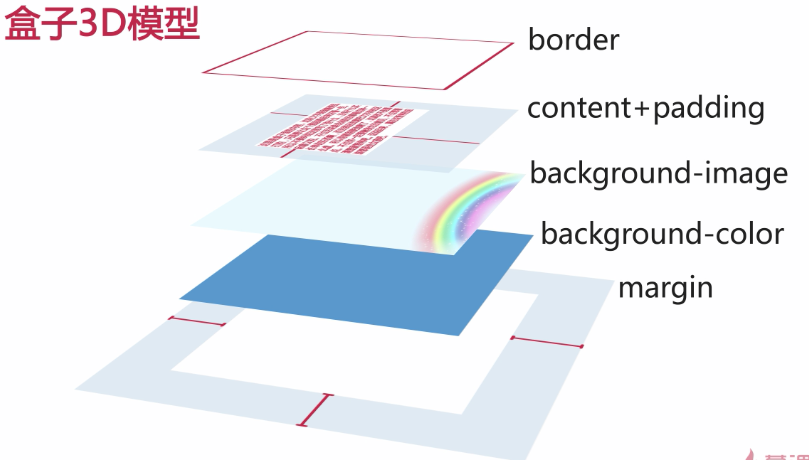 盒子3D模型
border
content+padding
background-image
background-color
margin